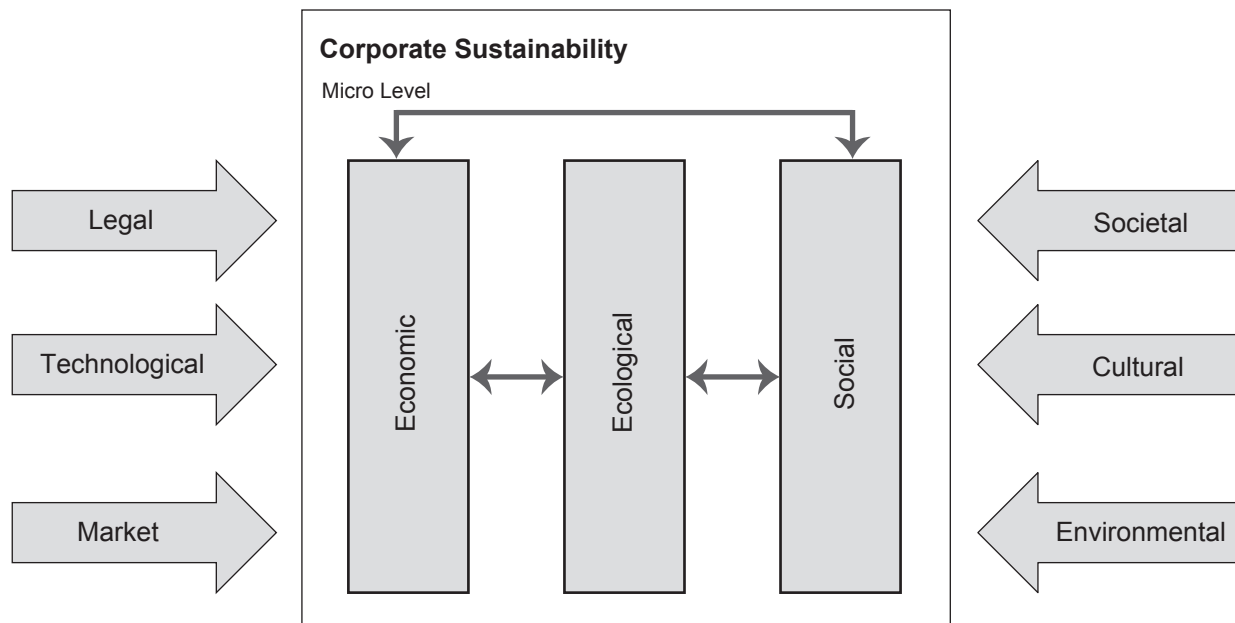 Corporate Sustainability
Micro Level
Legal
Technological
Market
Economic
Ecological
Social
Societal
Cultural
Environmental